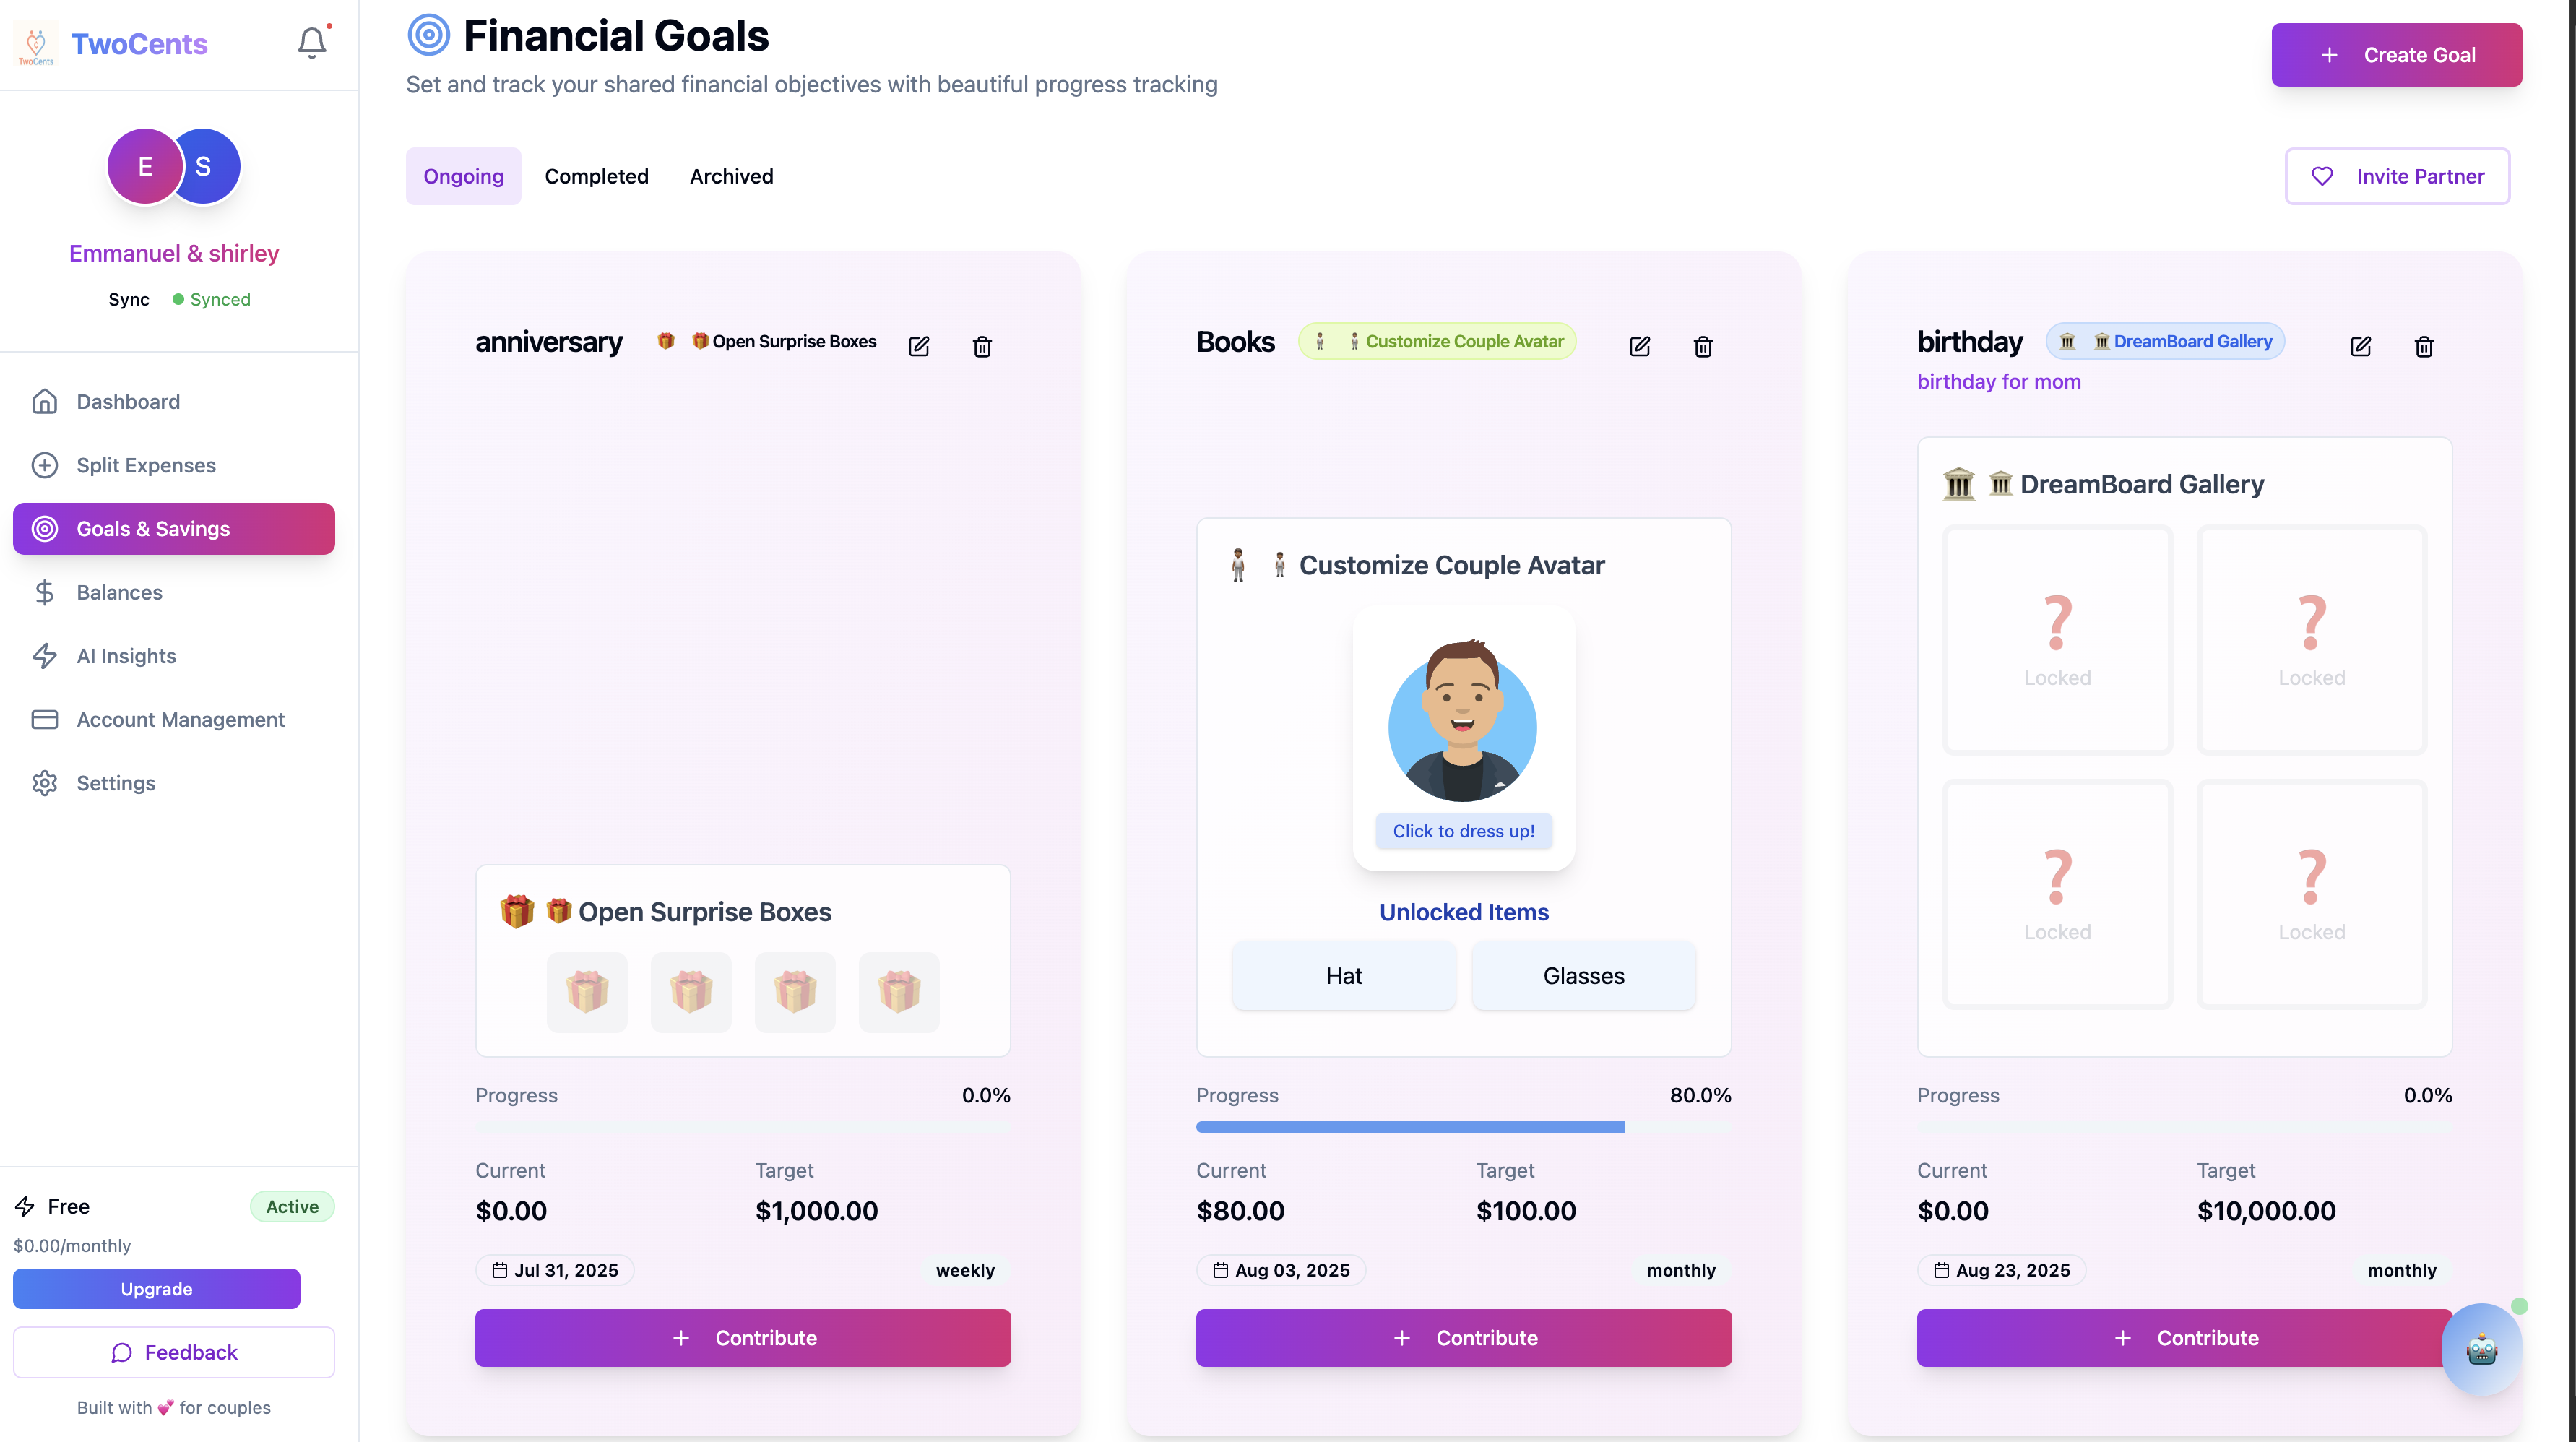 TwoCents
TwoCents
E
S
Emmanuel & shirley
Sync
Synced
Dashboard
Split Expenses
Goals & Savings
Balances
AI Insights
Account Management
Settings
Free
Active
$0.00/monthly
Upgrade
Feedback
Built with 💕 for couples
Financial Goals
Set and track your shared financial objectives with beautiful progress tracking
Create Goal
Ongoing
Completed
Archived
Invite Partner
anniversary
Open Surprise Boxes
Open Surprise Boxes
Progress
0.0%
Current
Target
$0.00
$1,000.00
Jul 31, 2025
weekly
Contribute
Books
Customize Couple Avatar
Customize Couple Avatar
Click to dress up!
Unlocked Items
Hat
Glasses
Progress
80.0%
Current
Target
$80.00
$100.00
Aug 03, 2025
monthly
Contribute
birthday
DreamBoard Gallery
birthday for mom
DreamBoard Gallery
?
Locked
?
Locked
?
Locked
?
Locked
Progress
0.0%
Current
Target
$0.00
$10,000.00
Aug 23, 2025
monthly
Contribute